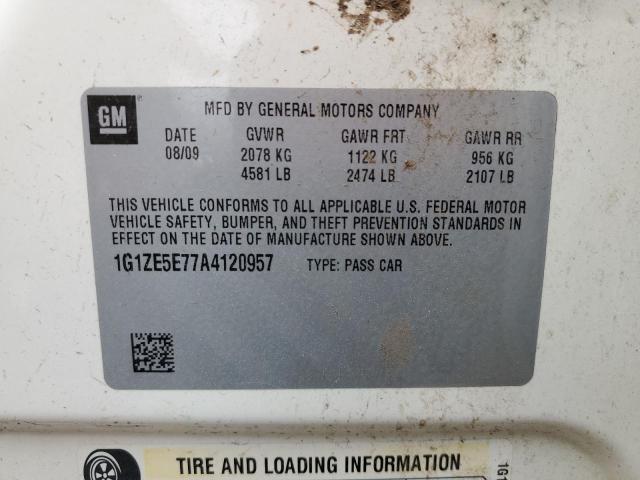 GM
MFD BY GENERAL MOTORS COMPANY
DATE GVWR GAWR FRT GAWR RR
08/09 2078 KG 1122 KG 956 KG
4581 LB 2474 LB 2107 LB
THIS VEHICLE CONFORMS TO ALL APPLICABLE U.S. FEDERAL MOTOR
VEHICLE SAFETY, BUMPER, AND THEFT PREVENTION STANDARDS IN
EFFECT ON THE DATE OF MANUFACTURE SHOWN ABOVE.
1G1ZE5E77A4120957 TYPE: PASS CAR
TIRE AND LOADING INFORMATION
1G1